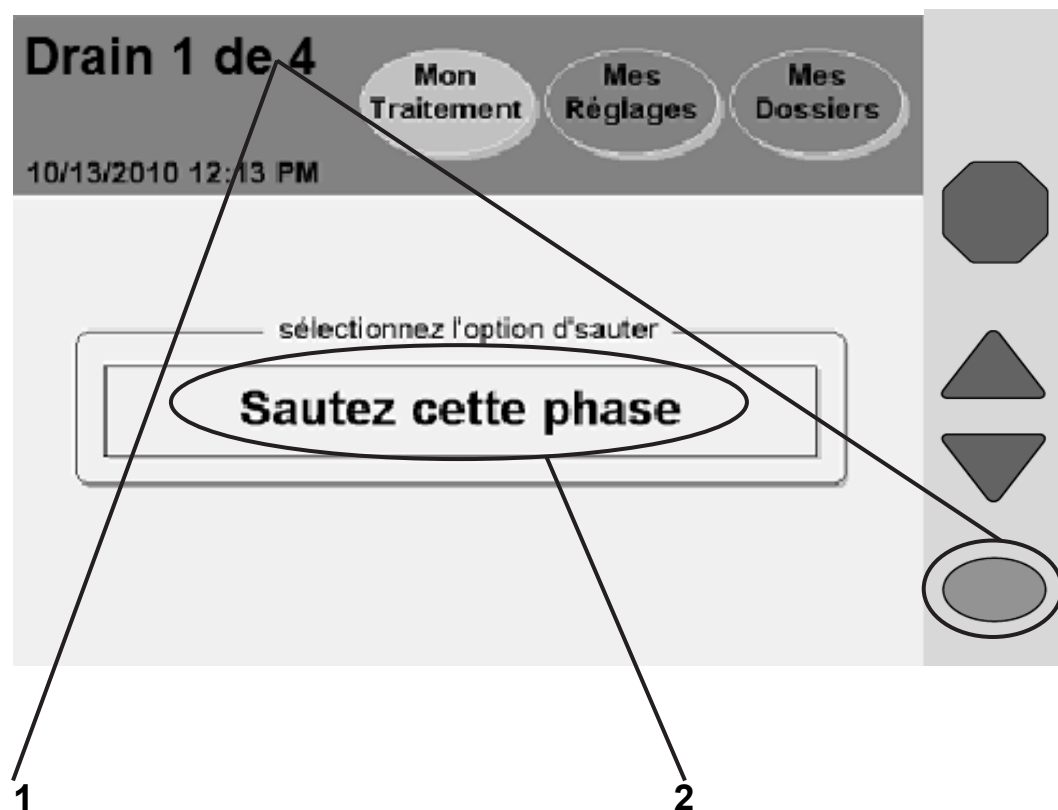 Drain 1 de 4
Mon
Traitement
Mes
Réglages
Mes
Dossiers
10/13/2010 12:13 PM
sélectionnez l'option d'sauter
Sautez cette phase
1
2